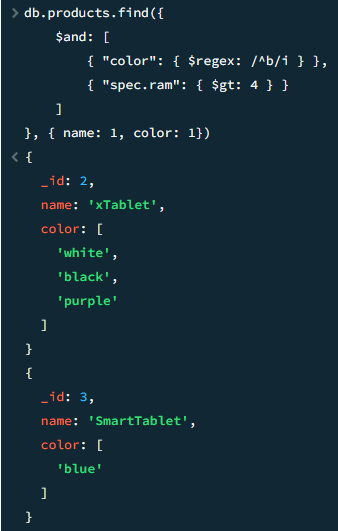 > db.products.find({
$and: [
{ "color": { $regex: /^b/i } },
{ "spec.ram": { $gt: 4 } }
]
}, { name: 1, color: 1})
< {
_id: 2,
name: 'xTablet',
color: [
'white',
'black',
'purple'
]
}
{
_id: 3,
name: 'SmartTablet',
color: [
'blue'
]
}